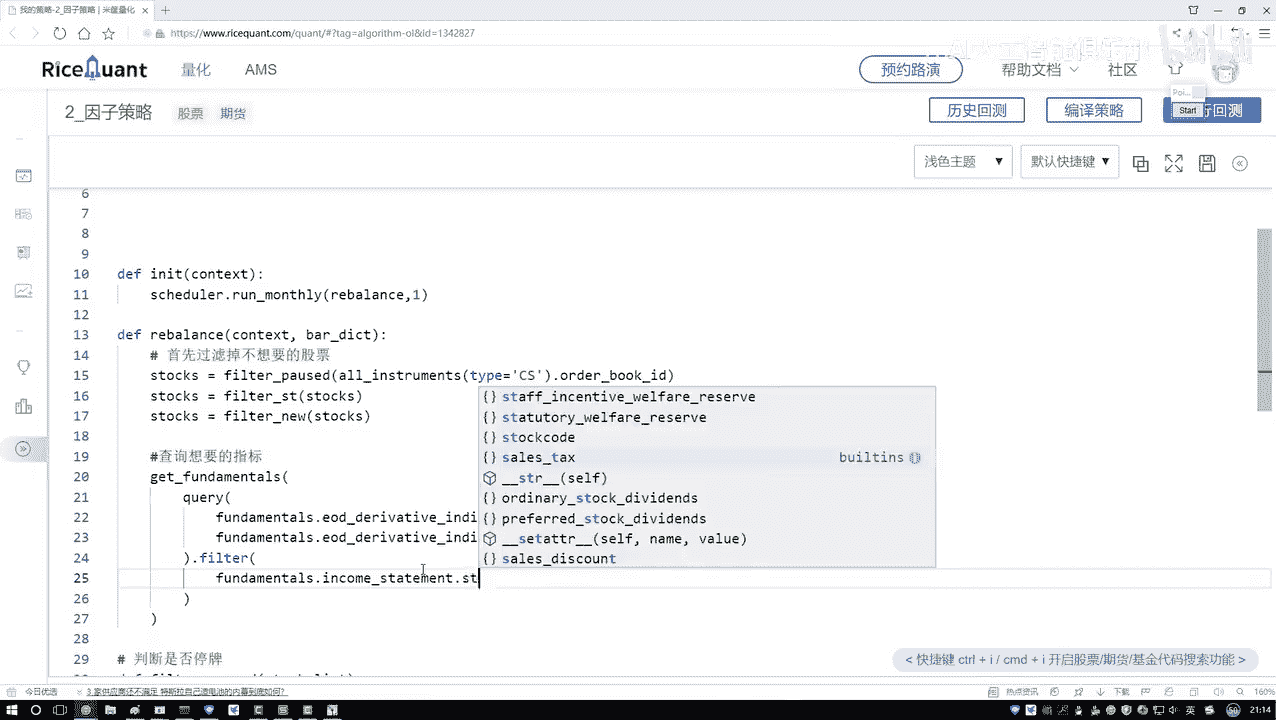 我的策略-2_因子策略 | 米筐量化
https://www.ricequant.com/quant/#?tag=algorithm-ol&id=1342827
RiceQuant 量化 AMS 预约路演 帮助文档 社区
Poi...
Start
2_因子策略 股票 期货 历史回测 编译策略 行回测
浅色主题 ▼ 默认快捷键 ▼
6
7
8
9
10 def init(context):
11 scheduler.run_monthly(rebalance,1)
12
13 def rebalance(context, bar_dict):
14 # 首先过滤掉不想要的股票
15 stocks = filter_paused(all_instruments(type='CS').order_book_id)
16 stocks = filter_st(stocks)
17 stocks = filter_new(stocks)
18
19 #查询想要的指标
20 get_fundamentals(
21 query(
22 fundamentals.eod_derivative_indi
23 fundamentals.eod_derivative_indi
24 ).filter(
25 fundamentals.income_statement.st
26 )
27 )
28
29 # 判断是否停牌
staff_incentive_welfare_reserve
statutory_welfare_reserve
stockcode
sales_tax builtins
__str__(self)
ordinary_stock_dividends
preferred_stock_dividends
__setattr__(self, name, value)
sales_discount
< 快捷键 ctrl + i / cmd + i 开启股票/期货/基金代码搜索功能 >
今日优选 热点资讯 下载 160%
英 21:14